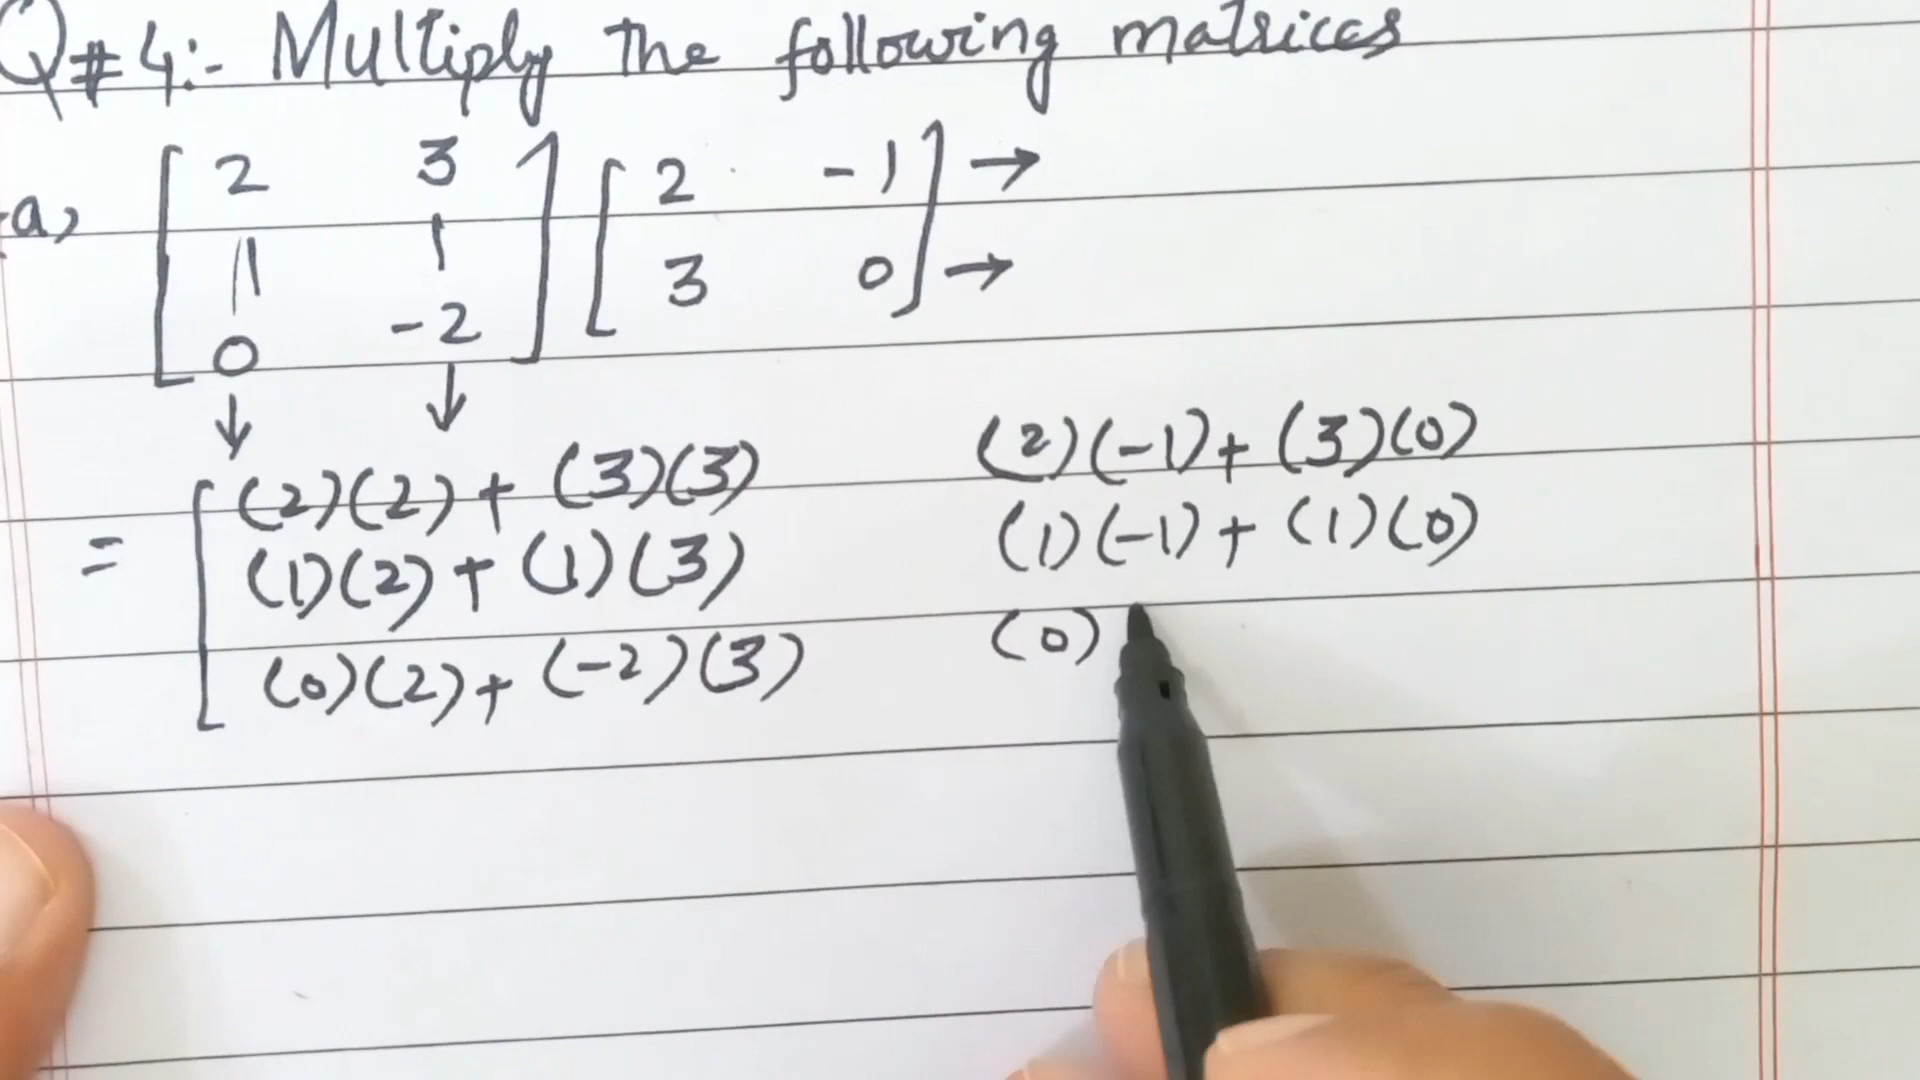 Q#4:- Multiply the following matrices
a, [ 2 3 ] [ 2 -1 ] →
1 1 3 0 →
0 -2
↓ ↓
= [ (2)(2) + (3)(3) (2)(-1) + (3)(0)
(1)(2) + (1)(3) (1)(-1) + (1)(0)
(0)(2) + (-2)(3) (0)